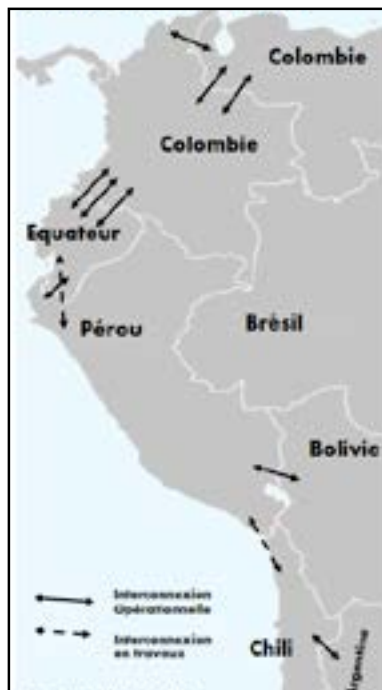 Colombie
Colombie
Equateur
Pérou
Brésil
Bolivie
Interconnexion
Opérationnelle
Interconnexion
en travaux
Chili
Argentine